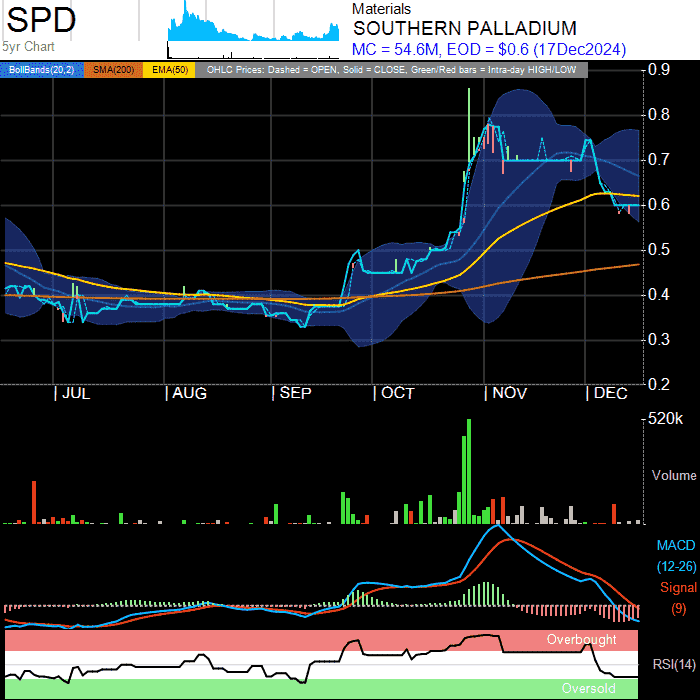 SPD
5yr Chart
Materials
SOUTHERN PALLADIUM
MC = 54.6M, EOD = $0.6 (17Dec2024)
BollBands(20,2) SMA(200) EMA(50) OHLC Prices: Dashed = OPEN, Solid = CLOSE, Green/Red bars = Intra-day HIGH/LOW
0.9
0.8
0.7
0.6
0.5
0.4
0.3
0.2
| JUL | AUG | SEP | OCT | NOV | DEC
520k
Volume
MACD
(12-26)
Signal
(9)
Overbought
RSI(14)
Oversold